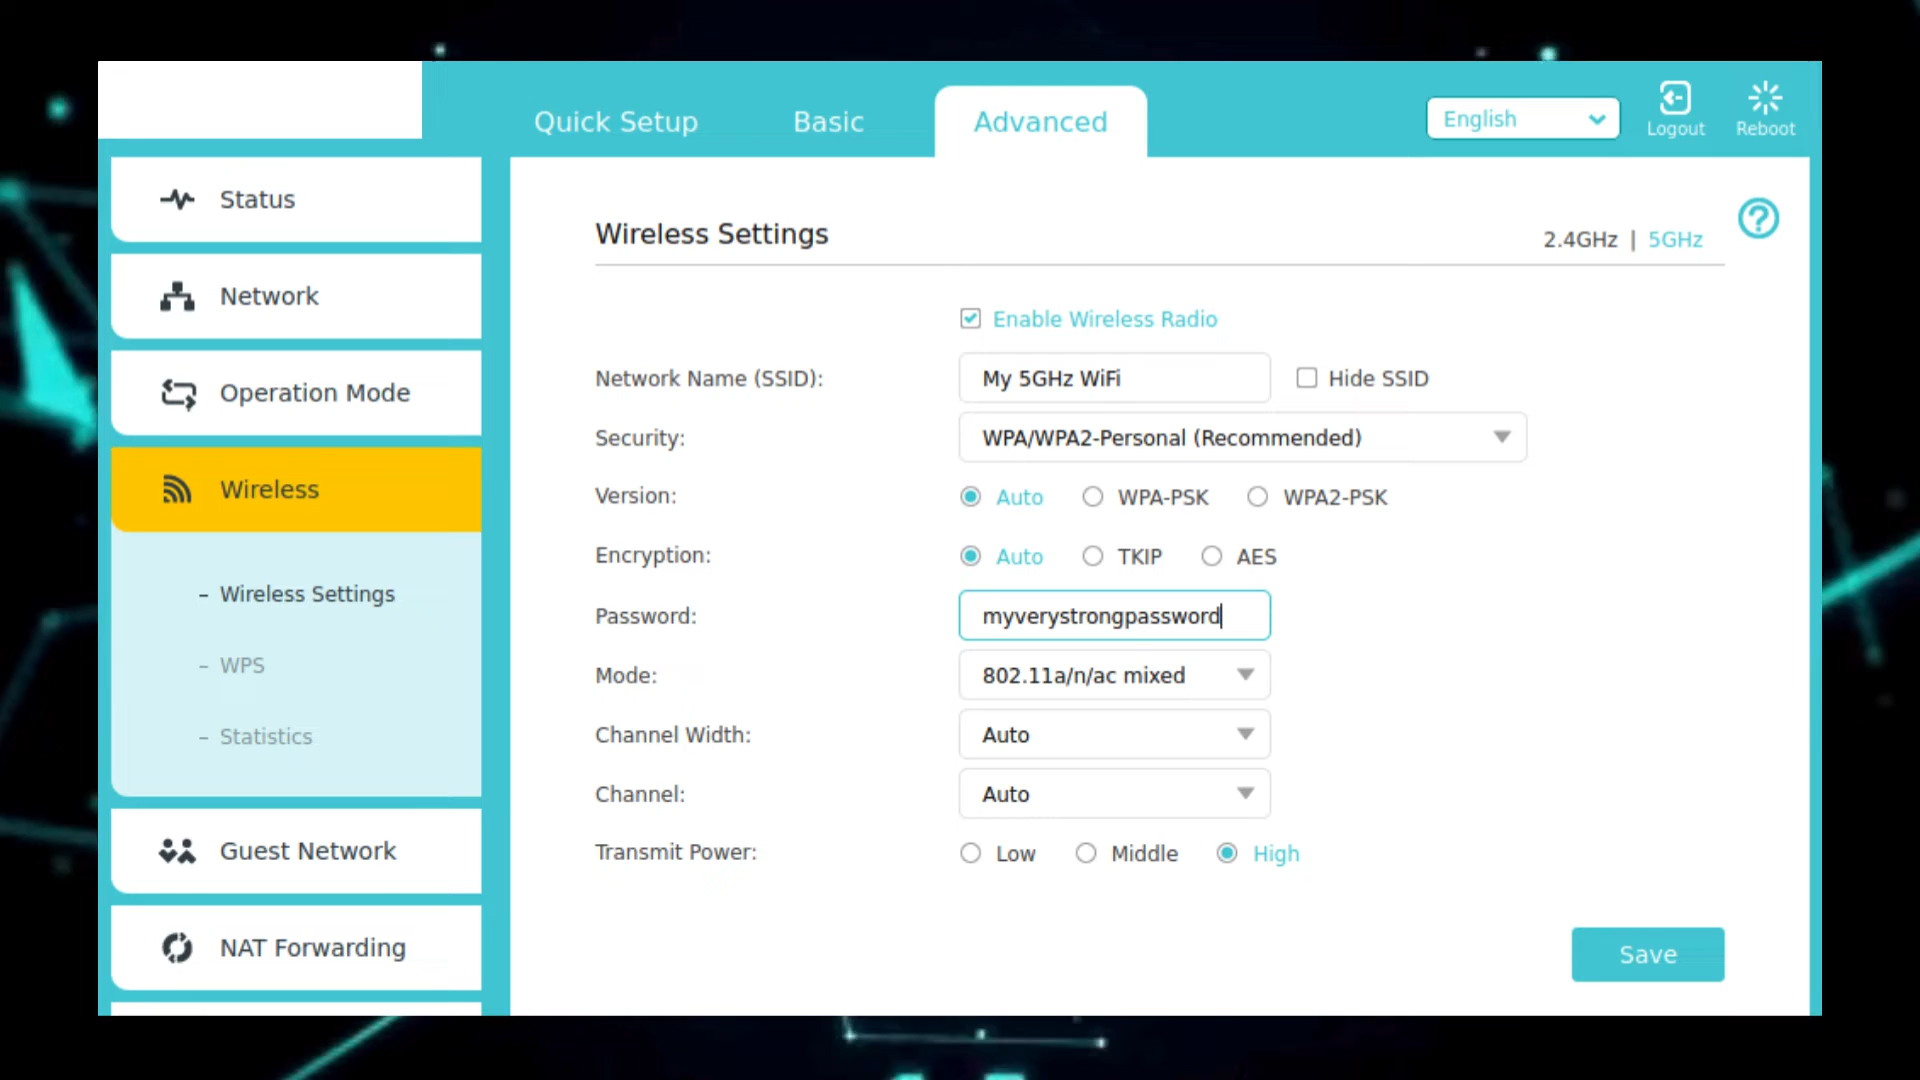 Quick Setup
Basic
Advanced
English
Logout
Reboot
Status
Network
Operation Mode
Wireless
– Wireless Settings
– WPS
– Statistics
Guest Network
NAT Forwarding
Wireless Settings
2.4GHz | 5GHz
Enable Wireless Radio
Network Name (SSID): My 5GHz WiFi Hide SSID
Security: WPA/WPA2-Personal (Recommended)
Version: Auto WPA-PSK WPA2-PSK
Encryption: Auto TKIP AES
Password: myverystrongpassword
Mode: 802.11a/n/ac mixed
Channel Width: Auto
Channel: Auto
Transmit Power: Low Middle High
Save